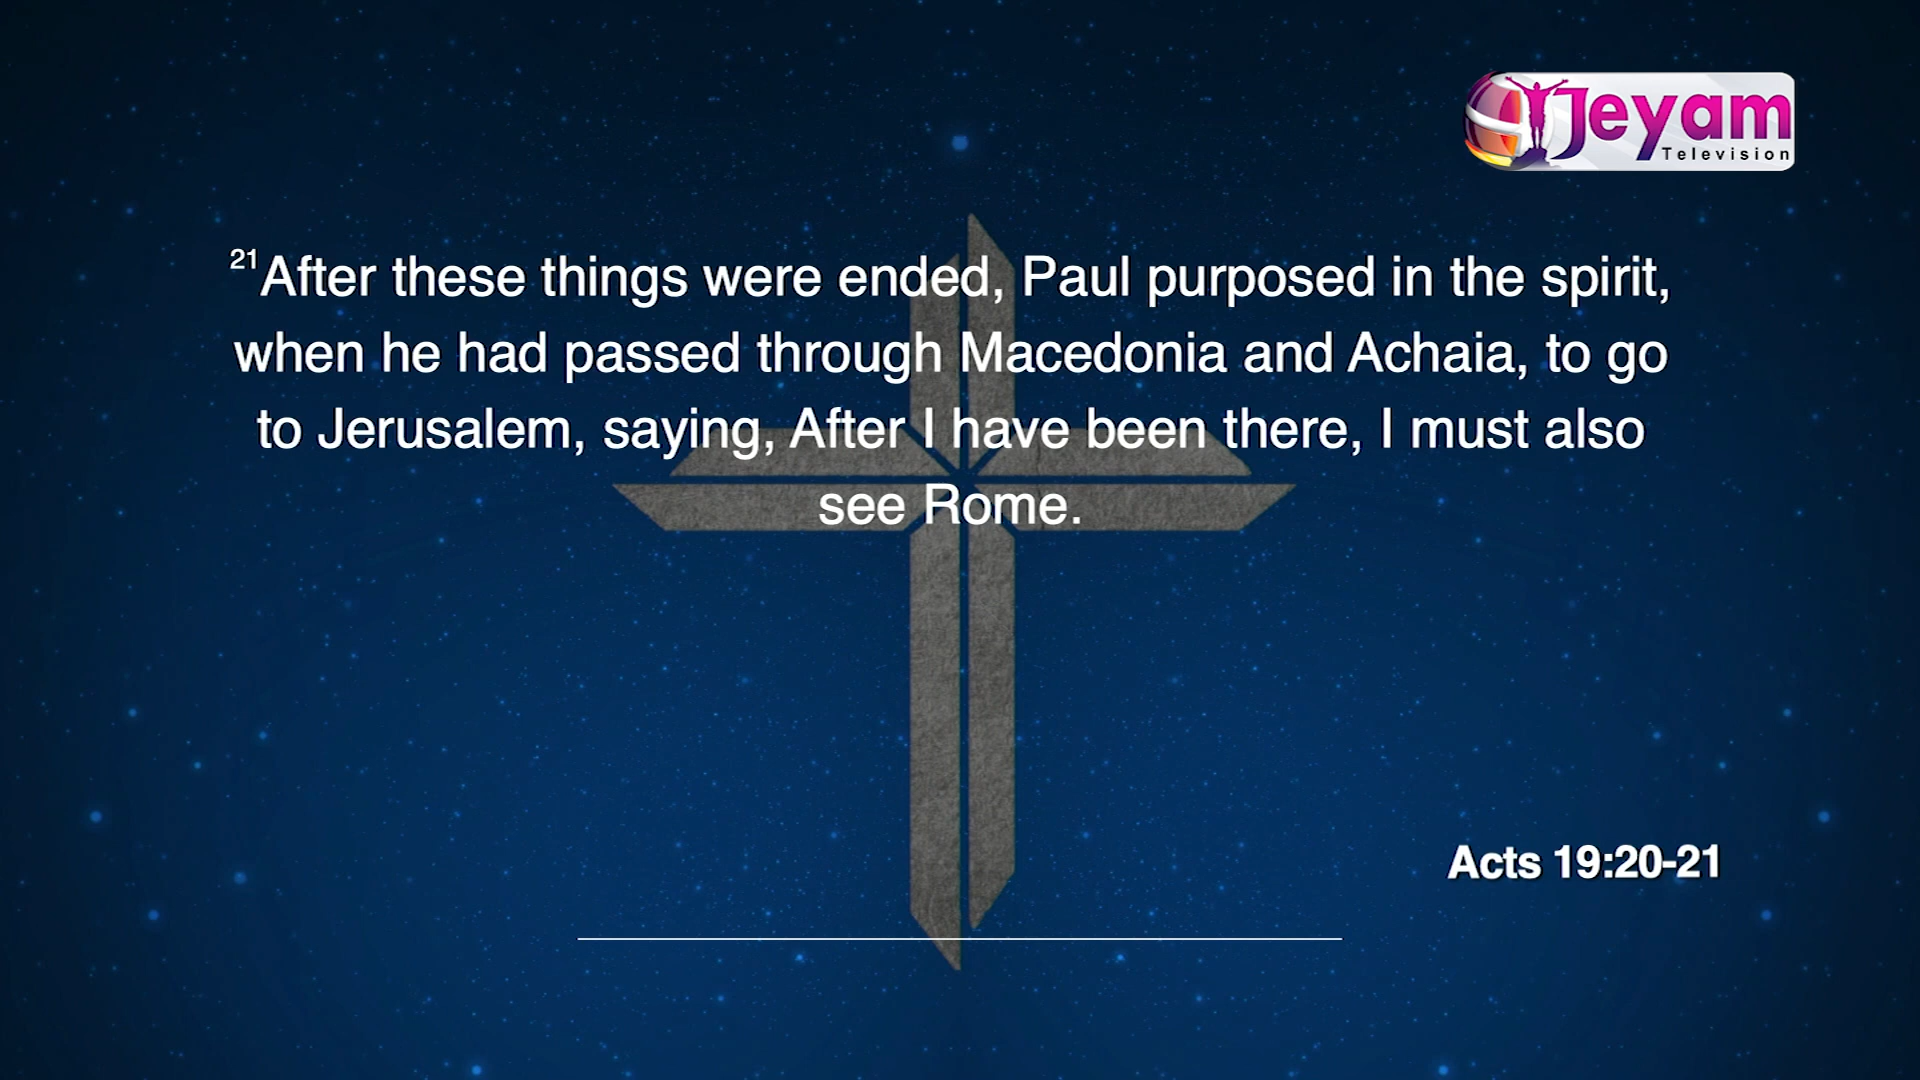 Jeyam
Television
21After these things were ended, Paul purposed in the spirit,
when he had passed through Macedonia and Achaia, to go
to Jerusalem, saying, After I have been there, I must also
see Rome.
Acts 19:20-21